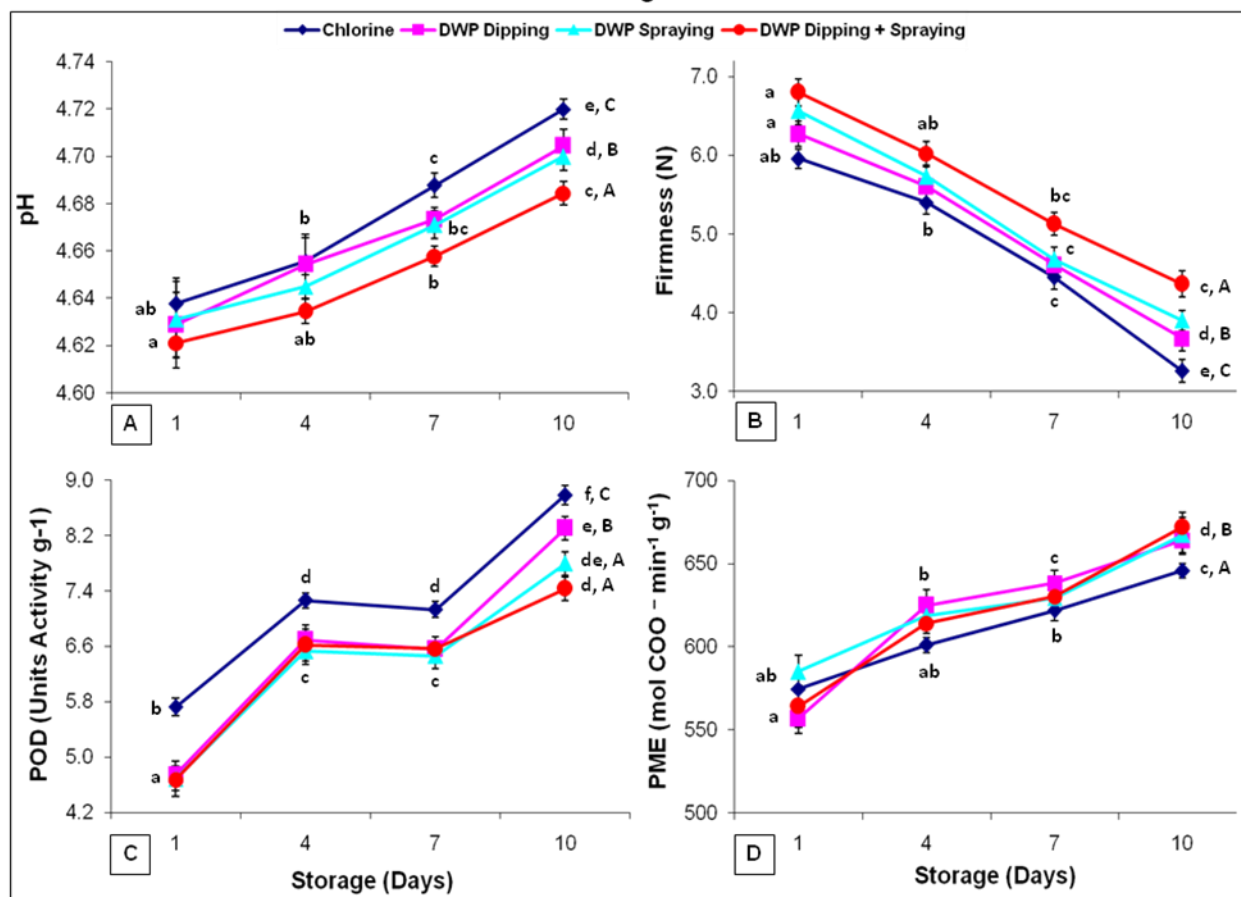 Chlorine DWP Dipping DWP Spraying DWP Dipping + Spraying
4.74
4.72
4.70
4.68
4.66
4.64
4.62
4.60
pH
ab
a
b
ab
c
bc
b
e, C
d, B
c, A
A
1 4 7 10
7.0
6.0
5.0
4.0
3.0
Firmness (N)
a
a
ab
ab
b
bc
c
c
c, A
d, B
e, C
B
1 4 7 10
9.0
8.2
7.4
6.6
5.8
5.0
4.2
POD (Units Activity g-1)
b
a
d
c
d
c
f, C
e, B
de, A
d, A
C
1 4 7 10
Storage (Days)
700
650
600
550
500
PME (mol COO – min⁻¹ g⁻¹)
ab
a
b
ab
c
b
d, B
c, A
D
1 4 7 10
Storage (Days)